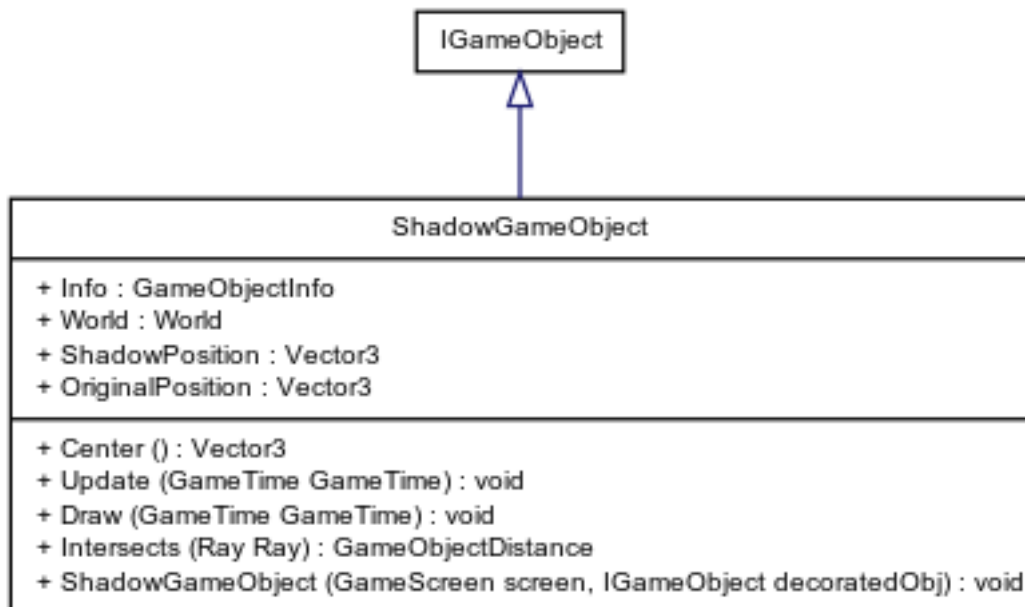 IGameObject
ShadowGameObject
+ Info : GameObjectInfo
+ World : World
+ ShadowPosition : Vector3
+ OriginalPosition : Vector3
+ Center () : Vector3
+ Update (GameTime GameTime) : void
+ Draw (GameTime GameTime) : void
+ Intersects (Ray Ray) : GameObjectDistance
+ ShadowGameObject (GameScreen screen, IGameObject decoratedObj) : void